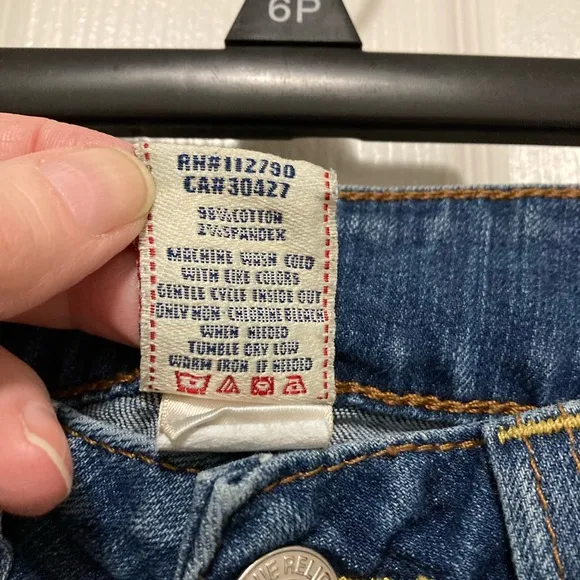 6P
RN#112790
CA#30427
98%COTTON
2%SPANDEX
MACHINE WASH COLD
WITH LIKE COLORS
GENTLE CYCLE INSIDE OUT
ONLY NON-CHLORINE BLEACH
WHEN NEEDED
TUMBLE DRY LOW
WARM IRON IF NEEDED